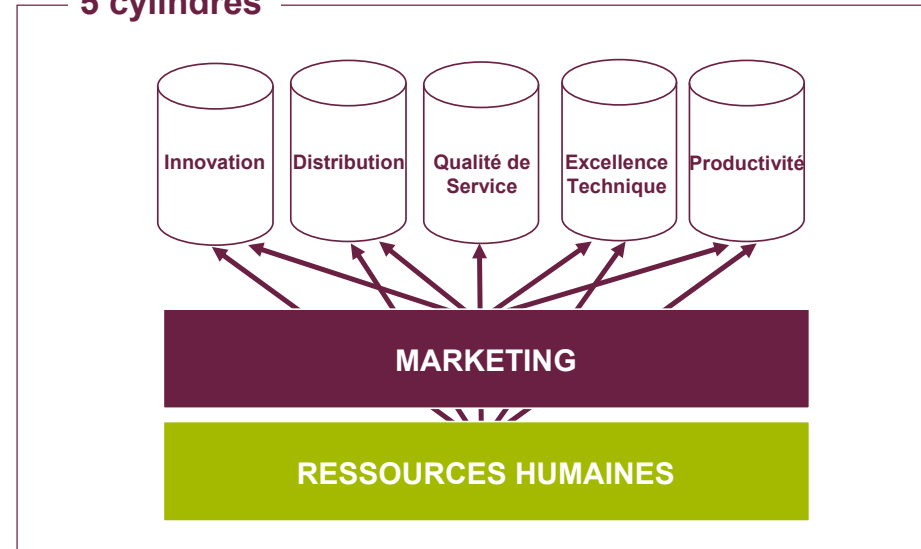 5 cylindres
Innovation
Distribution
Qualité de
Service
Excellence
Technique
Productivité
MARKETING
RESSOURCES HUMAINES